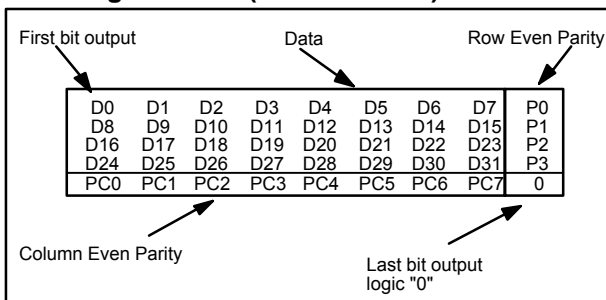 First bit output Data Row Even Parity
D0 D1 D2 D3 D4 D5 D6 D7 P0
D8 D9 D10 D11 D12 D13 D14 D15 P1
D16 D17 D18 D19 D20 D21 D22 D23 P2
D24 D25 D26 D27 D28 D29 D30 D31 P3
PC0 PC1 PC2 PC3 PC4 PC5 PC6 PC7 0
Column Even Parity
Last bit output
logic "0"